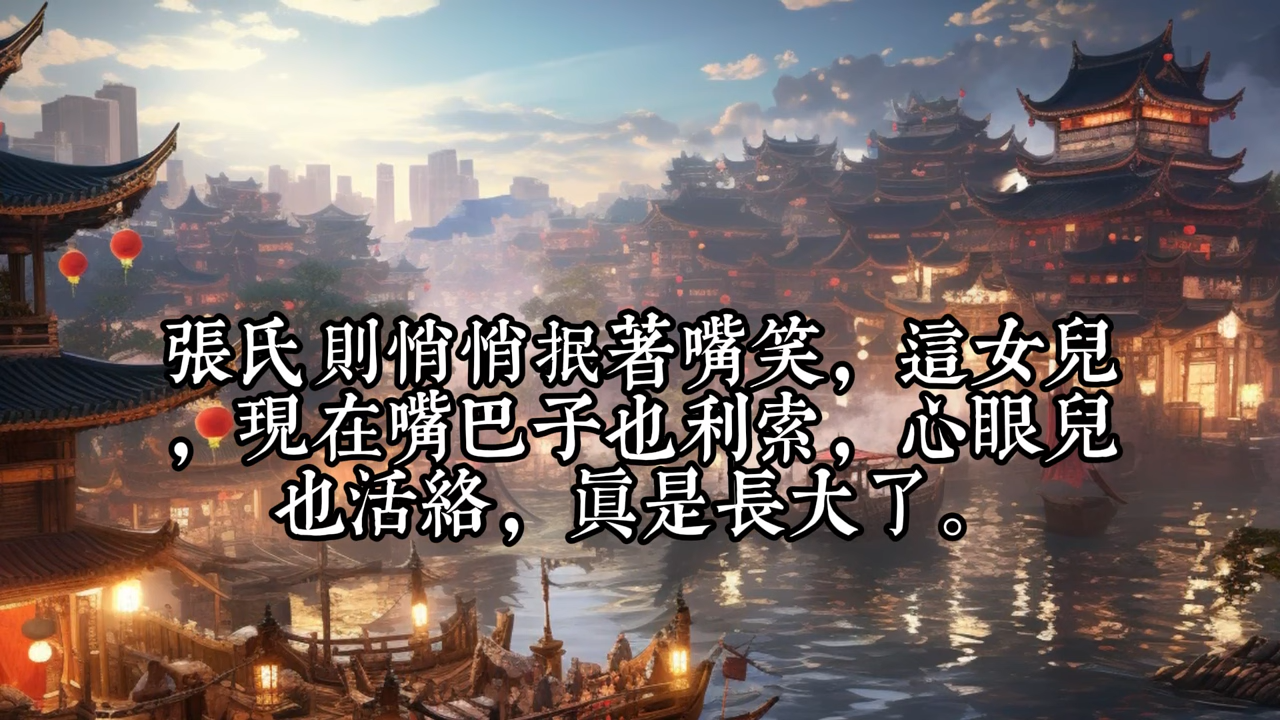 張氏則悄悄抿著嘴笑，這女兒
，現在嘴巴子也利索，心眼兒
也活絡，真是長大了。